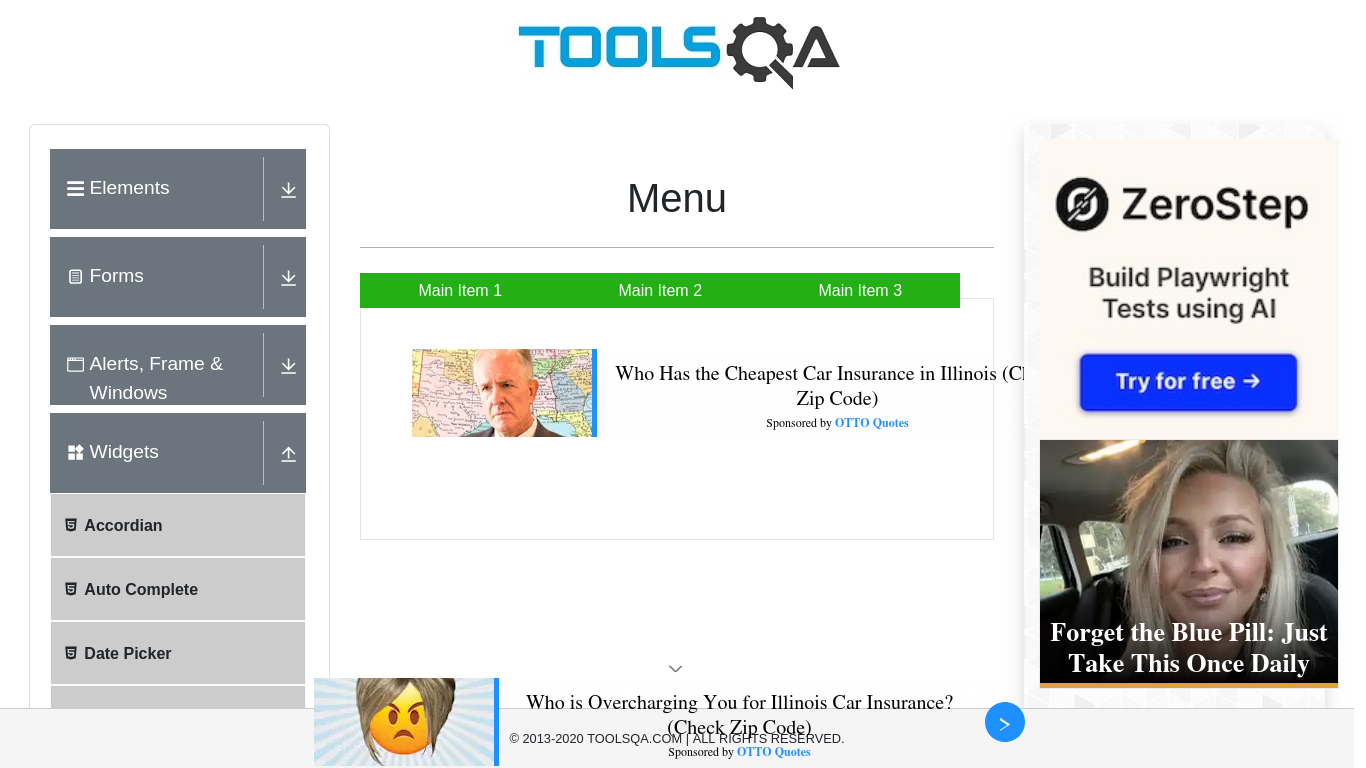 TOOLSQA
Elements
Forms
Alerts, Frame &
Windows
Widgets
Accordian
Auto Complete
Date Picker
Menu
Main Item 1
Main Item 2
Main Item 3
Who Has the Cheapest Car Insurance in Illinois
Zip Code)
Sponsored by OTTO Quotes
ZeroStep
Build Playwright
Tests using AI
Try for free →
Forget the Blue Pill: Just
Take This Once Daily
Who is Overcharging You for Illinois Car Insurance?
(Check Zip Code)
© 2013-2020 TOOLSQA.COM | ALL RIGHTS RESERVED.
Sponsored by OTTO Quotes